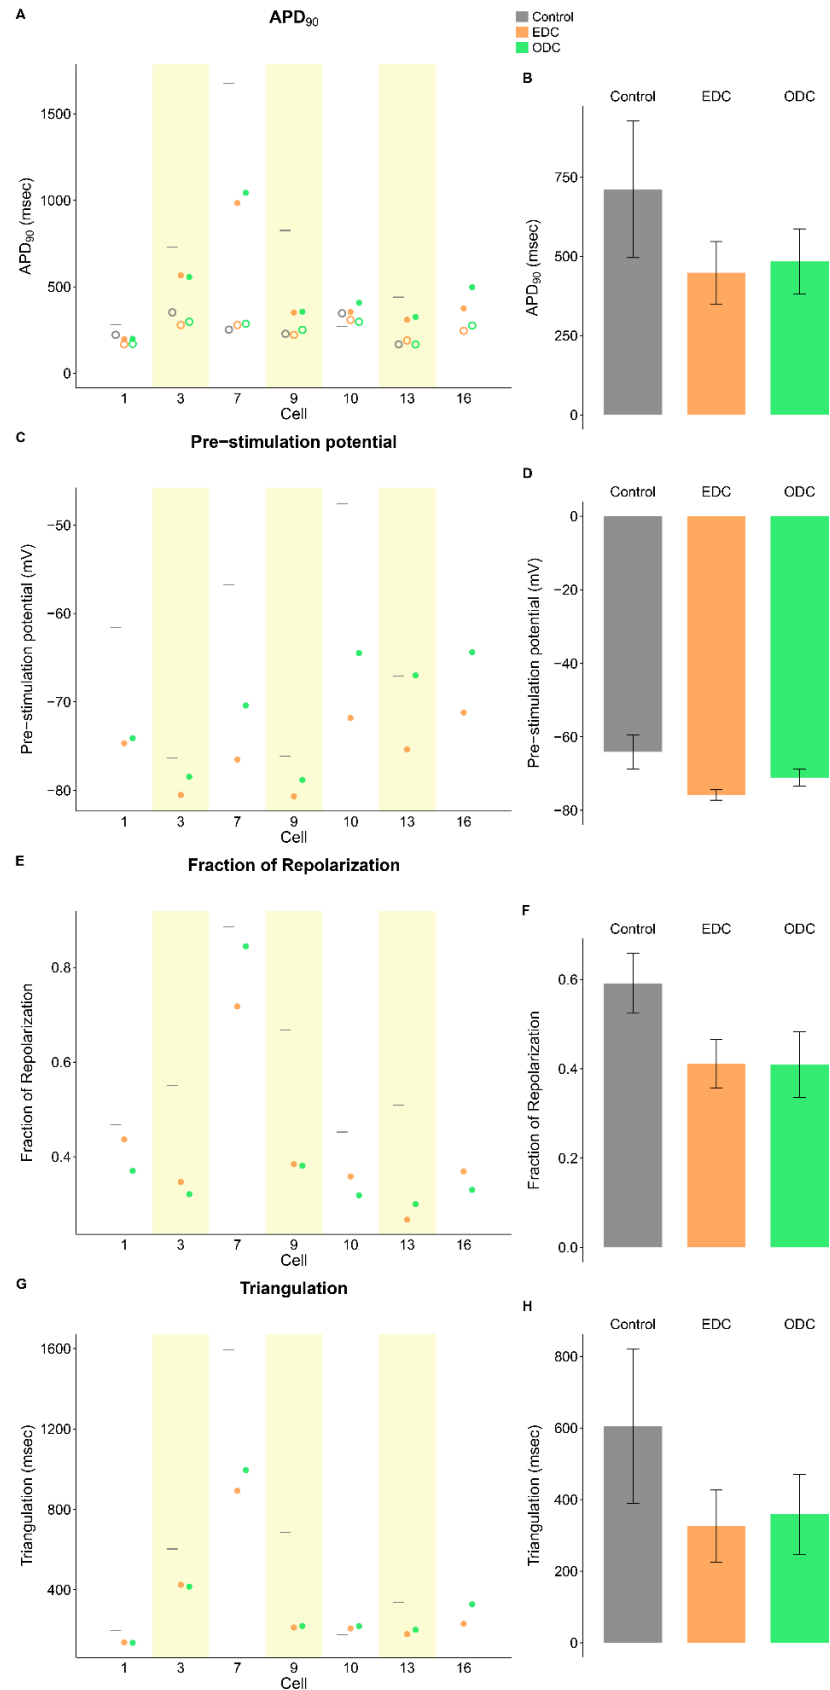 A
APD90
Control
EDC
ODC
APD90 (msec)
1500
1000
500
0
1 3 7 9 10 13 16
Cell
B
Control EDC ODC
APD90 (msec)
750
500
250
0
C
Pre−stimulation potential
Pre−stimulation potential (mV)
−50
−60
−70
−80
1 3 7 9 10 13 16
Cell
D
Control EDC ODC
Pre−stimulation potential (mV)
0
−20
−40
−60
−80
E
Fraction of Repolarization
Fraction of Repolarization
0.8
0.6
0.4
1 3 7 9 10 13 16
Cell
F
Control EDC ODC
Fraction of Repolarization
0.6
0.4
0.2
0.0
G
Triangulation
Triangulation (msec)
1600
1200
800
400
1 3 7 9 10 13 16
Cell
H
Control EDC ODC
Triangulation (msec)
800
600
400
200
0